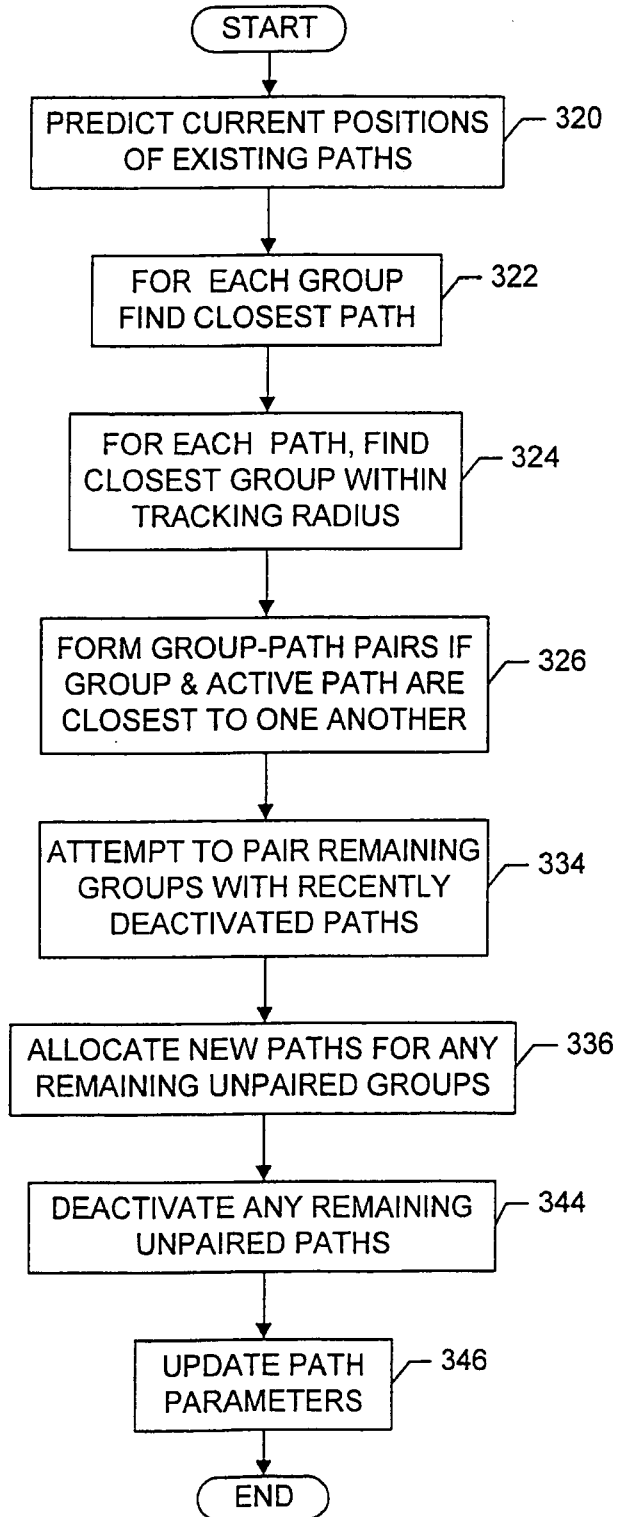 START
PREDICT CURRENT POSITIONS
OF EXISTING PATHS
320
FOR EACH GROUP
FIND CLOSEST PATH
322
FOR EACH PATH, FIND
CLOSEST GROUP WITHIN
TRACKING RADIUS
324
FORM GROUP-PATH PAIRS IF
GROUP & ACTIVE PATH ARE
CLOSEST TO ONE ANOTHER
326
ATTEMPT TO PAIR REMAINING
GROUPS WITH RECENTLY
DEACTIVATED PATHS
334
ALLOCATE NEW PATHS FOR ANY
REMAINING UNPAIRED GROUPS
336
DEACTIVATE ANY REMAINING
UNPAIRED PATHS
344
UPDATE PATH
PARAMETERS
346
END